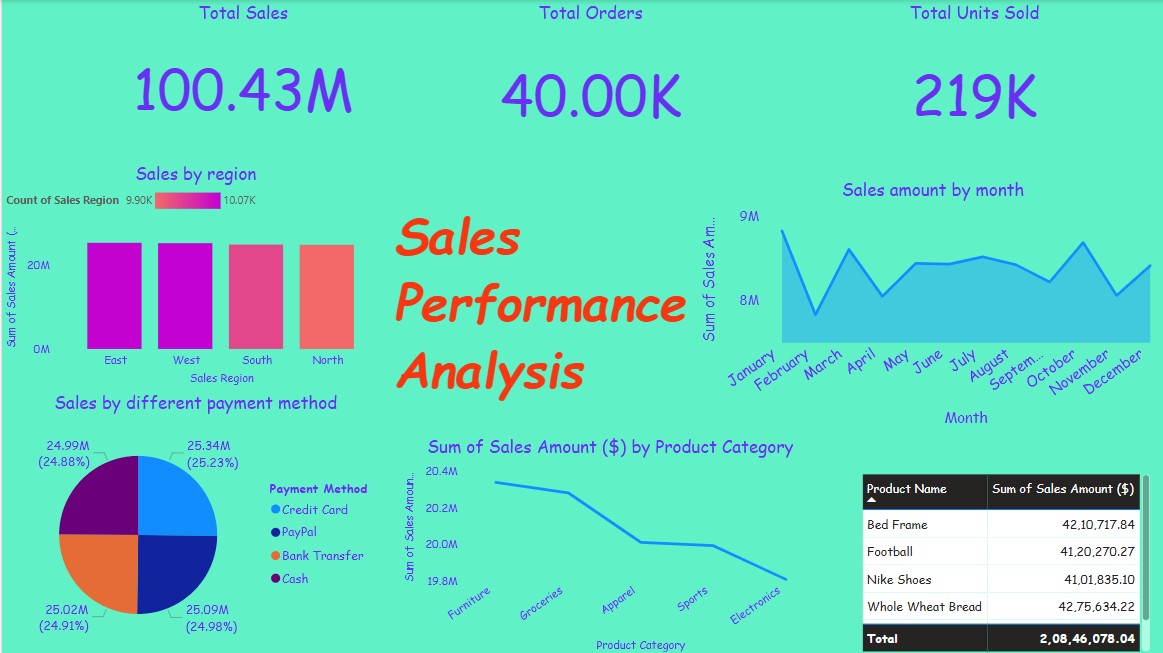 Total Sales
100.43M
Total Orders
40.00K
Total Units Sold
219K
Sales by region
Count of Sales Region 9.90K 10.07K
Sum of Sales Amount (..
20M
0M
East West South North
Sales Region
Sales
Performance
Analysis
Sales amount by month
Sum of Sales Am...
9M
8M
January February March April May June July August Septem... October November December
Month
Sales by different payment method
24.99M
(24.88%)
25.34M
(25.23%)
25.02M
(24.91%)
25.09M
(24.98%)
Payment Method
Credit Card
PayPal
Bank Transfer
Cash
Sum of Sales Amount ($) by Product Category
Sum of Sales Amoun..
20.4M
20.2M
20.0M
19.8M
Furniture Groceries Apparel Sports Electronics
Product Category
Product Name Sum of Sales Amount ($)
Bed Frame 42,10,717.84
Football 41,20,270.27
Nike Shoes 41,01,835.10
Whole Wheat Bread 42,75,634.22
Total 2,08,46,078.04